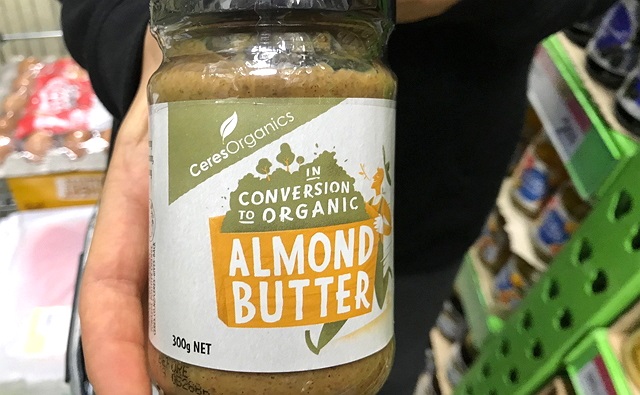 CeresOrganics
IN
CONVERSION
TO ORGANIC
ALMOND
BUTTER
300g NET